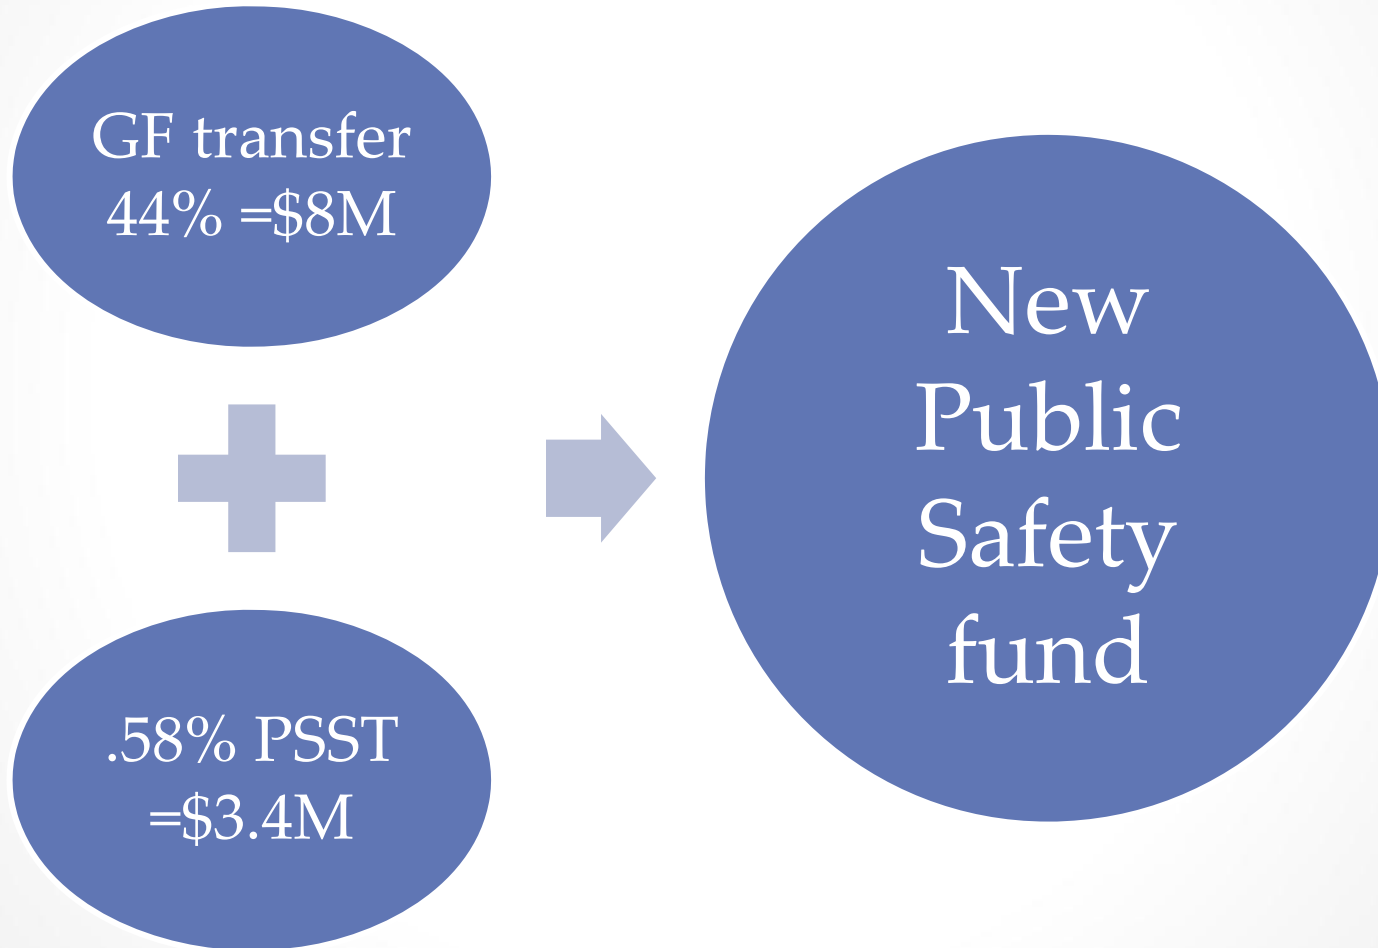 GF transfer
44% =$8M
.58% PSST
=$3.4M
New
Public
Safety
fund